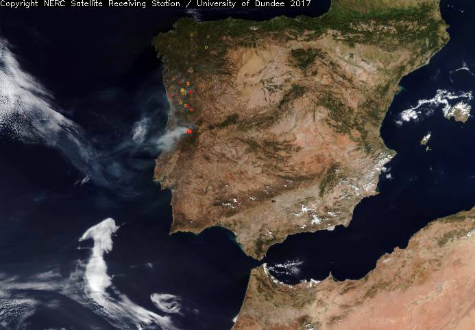 Copyright NERC Satellite Receiving Station / University of Dundee 2017